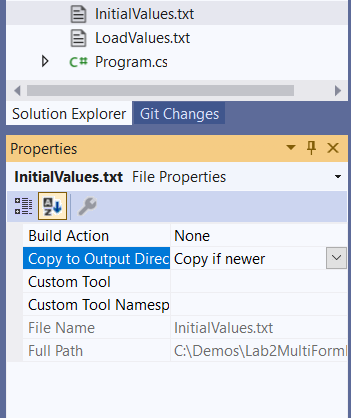 InitialValues.txt
LoadValues.txt
C# Program.cs
Solution Explorer Git Changes
Properties
InitialValues.txt File Properties
Build Action None
Copy to Output Direc Copy if newer
Custom Tool
Custom Tool Namesp
File Name InitialValues.txt
Full Path C:\Demos\Lab2MultiForm